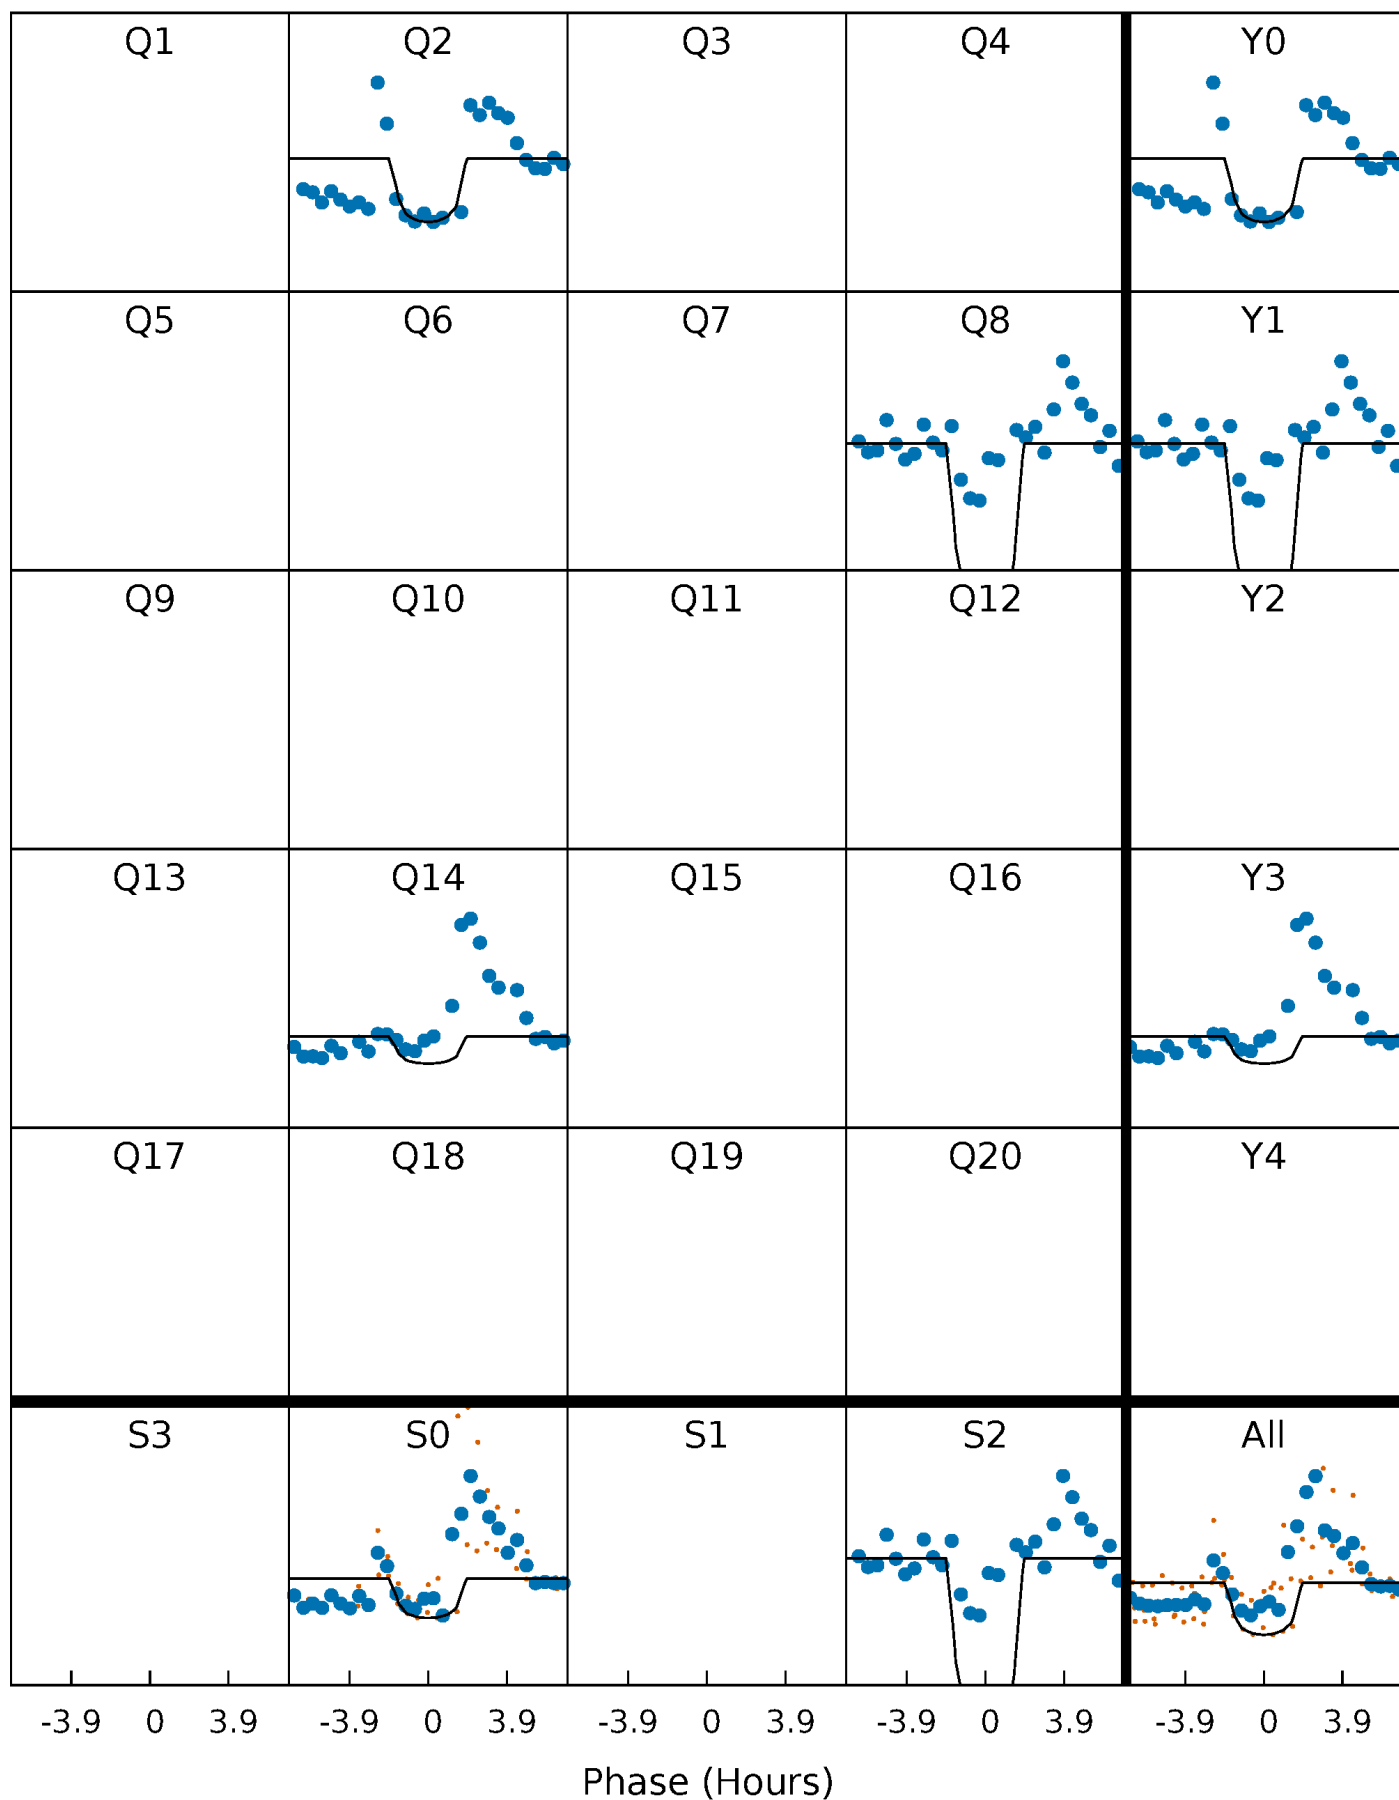 Q1 Q2 Q3 Q4 Y0
Q5 Q6 Q7 Q8 Y1
Q9 Q10 Q11 Q12 Y2
Q13 Q14 Q15 Q16 Y3
Q17 Q18 Q19 Q20 Y4
S3 S0 S1 S2 All
-3.9 0 3.9 -3.9 0 3.9 -3.9 0 3.9 -3.9 0 3.9 -3.9 0 3.9
Phase (Hours)